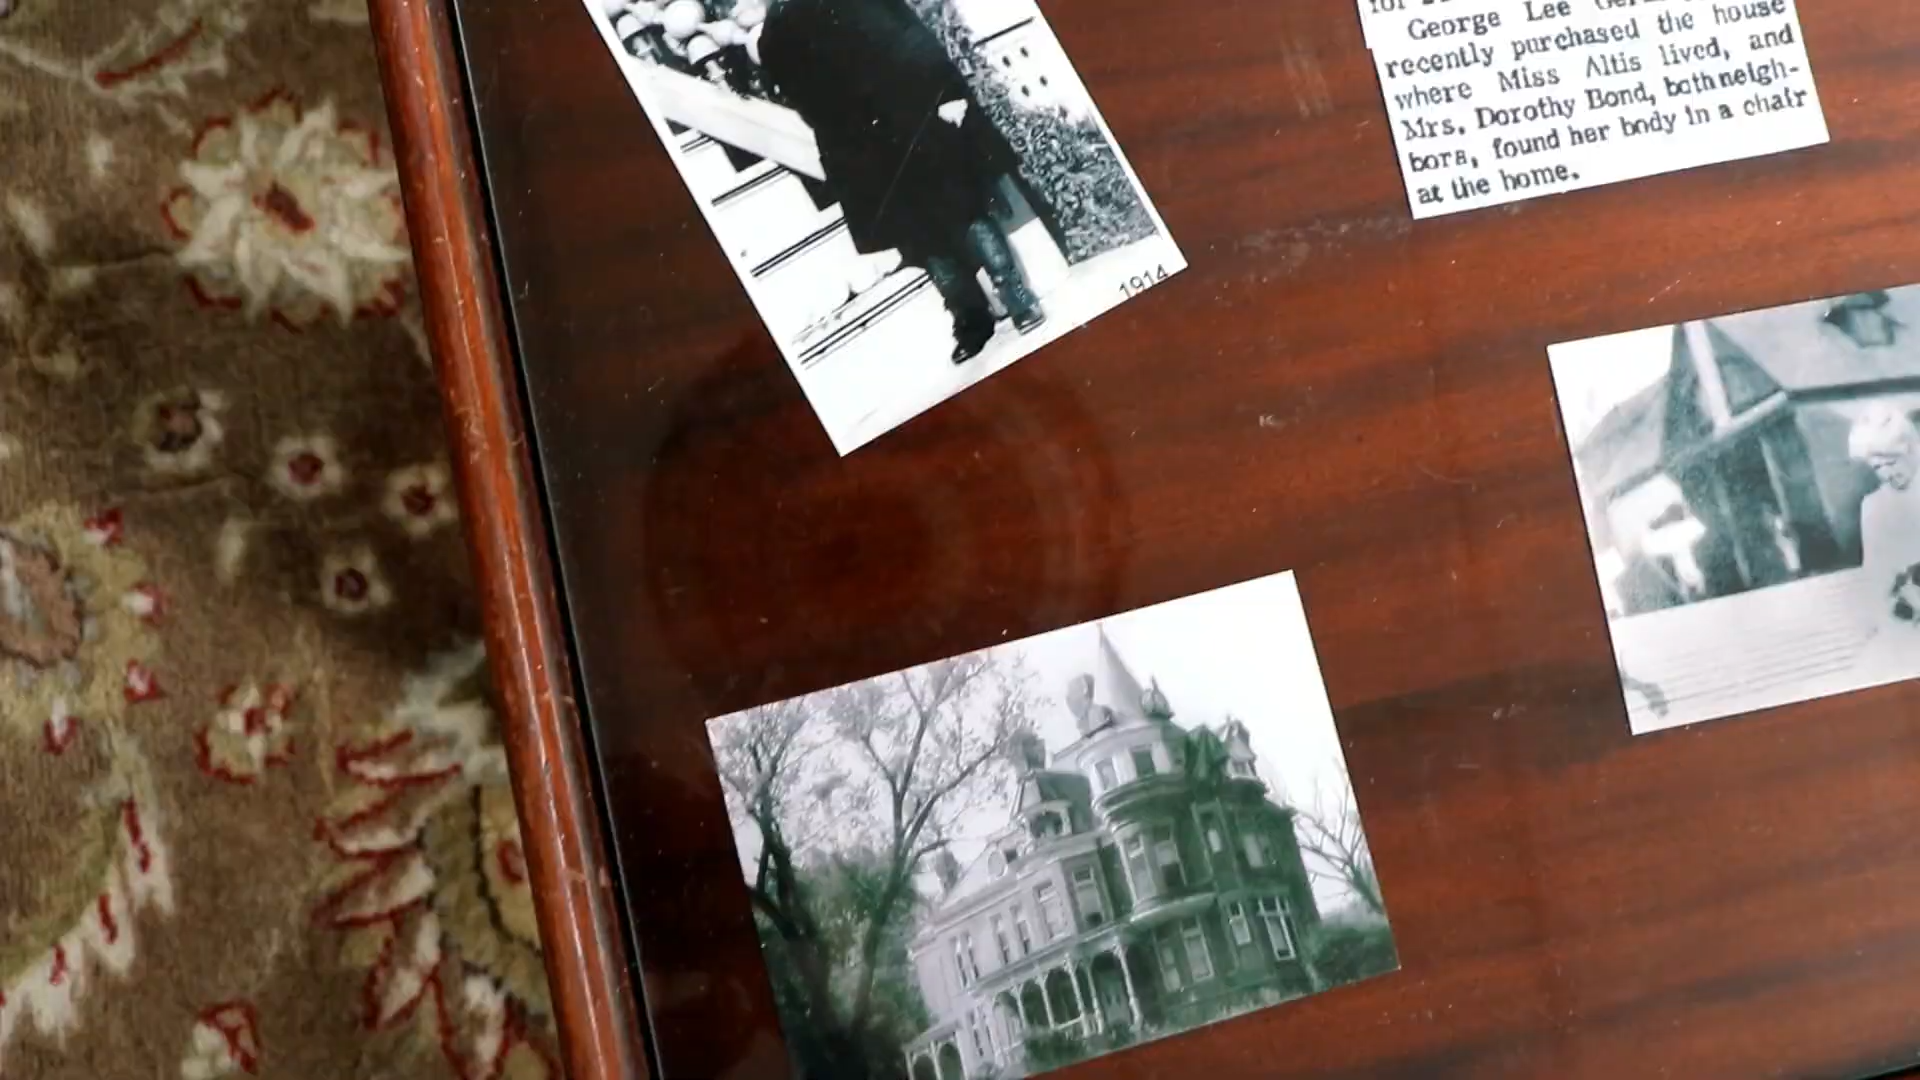 George Lee
recently purchased the house
where Miss Altis lived, and
Mrs. Dorothy Bond, both neigh-
bors, found her body in a chair
at the home.
1914